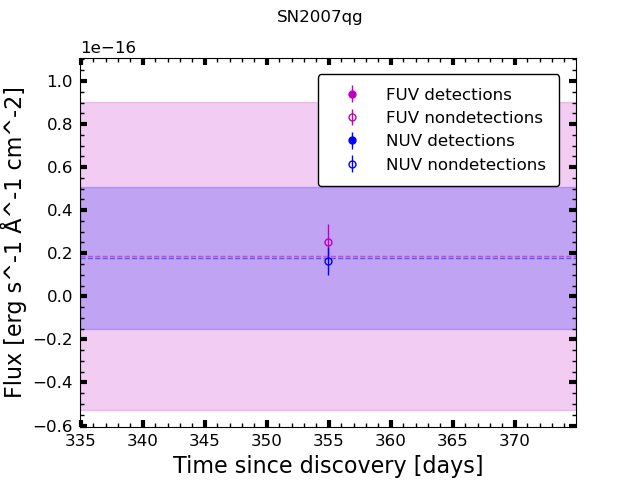 SN2007qg
1e−16
1.0
0.8
0.6
0.4
0.2
0.0
−0.2
−0.4
−0.6
Flux [erg s^-1 Å^-1 cm^-2]
FUV detections
FUV nondetections
NUV detections
NUV nondetections
335 340 345 350 355 360 365 370
Time since discovery [days]